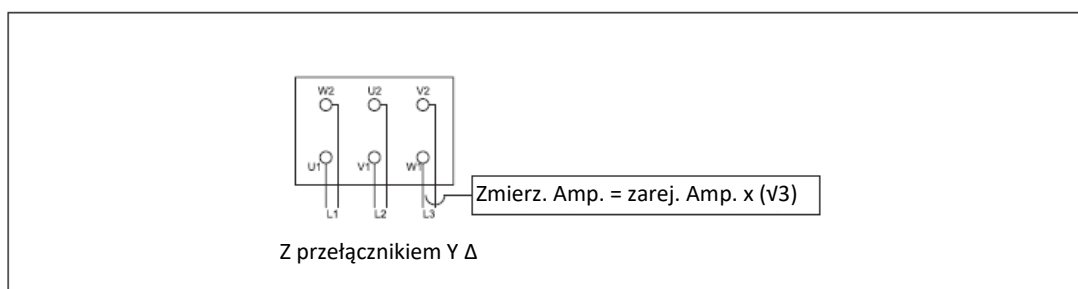 W2 U2 V2
U1 V1 W1
Zmierz. Amp. = zarej. Amp. x (√3)
L1 L2 L3
Z przełącznikiem Y Δ